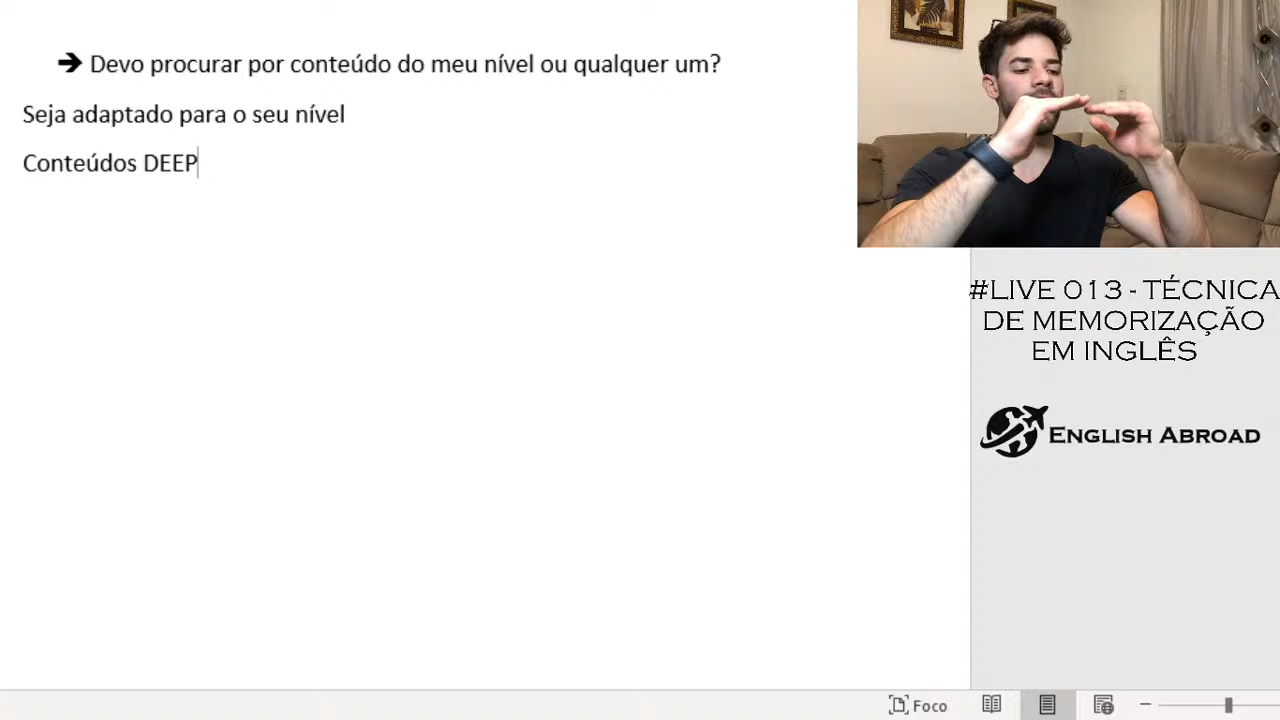 ➔ Devo procurar por conteúdo do meu nível ou qualquer um?
Seja adaptado para o seu nível
Conteúdos DEEP
#LIVE 013 - TÉCNICA
DE MEMORIZAÇÃO
EM INGLÊS
ENGLISH ABROAD
Foco